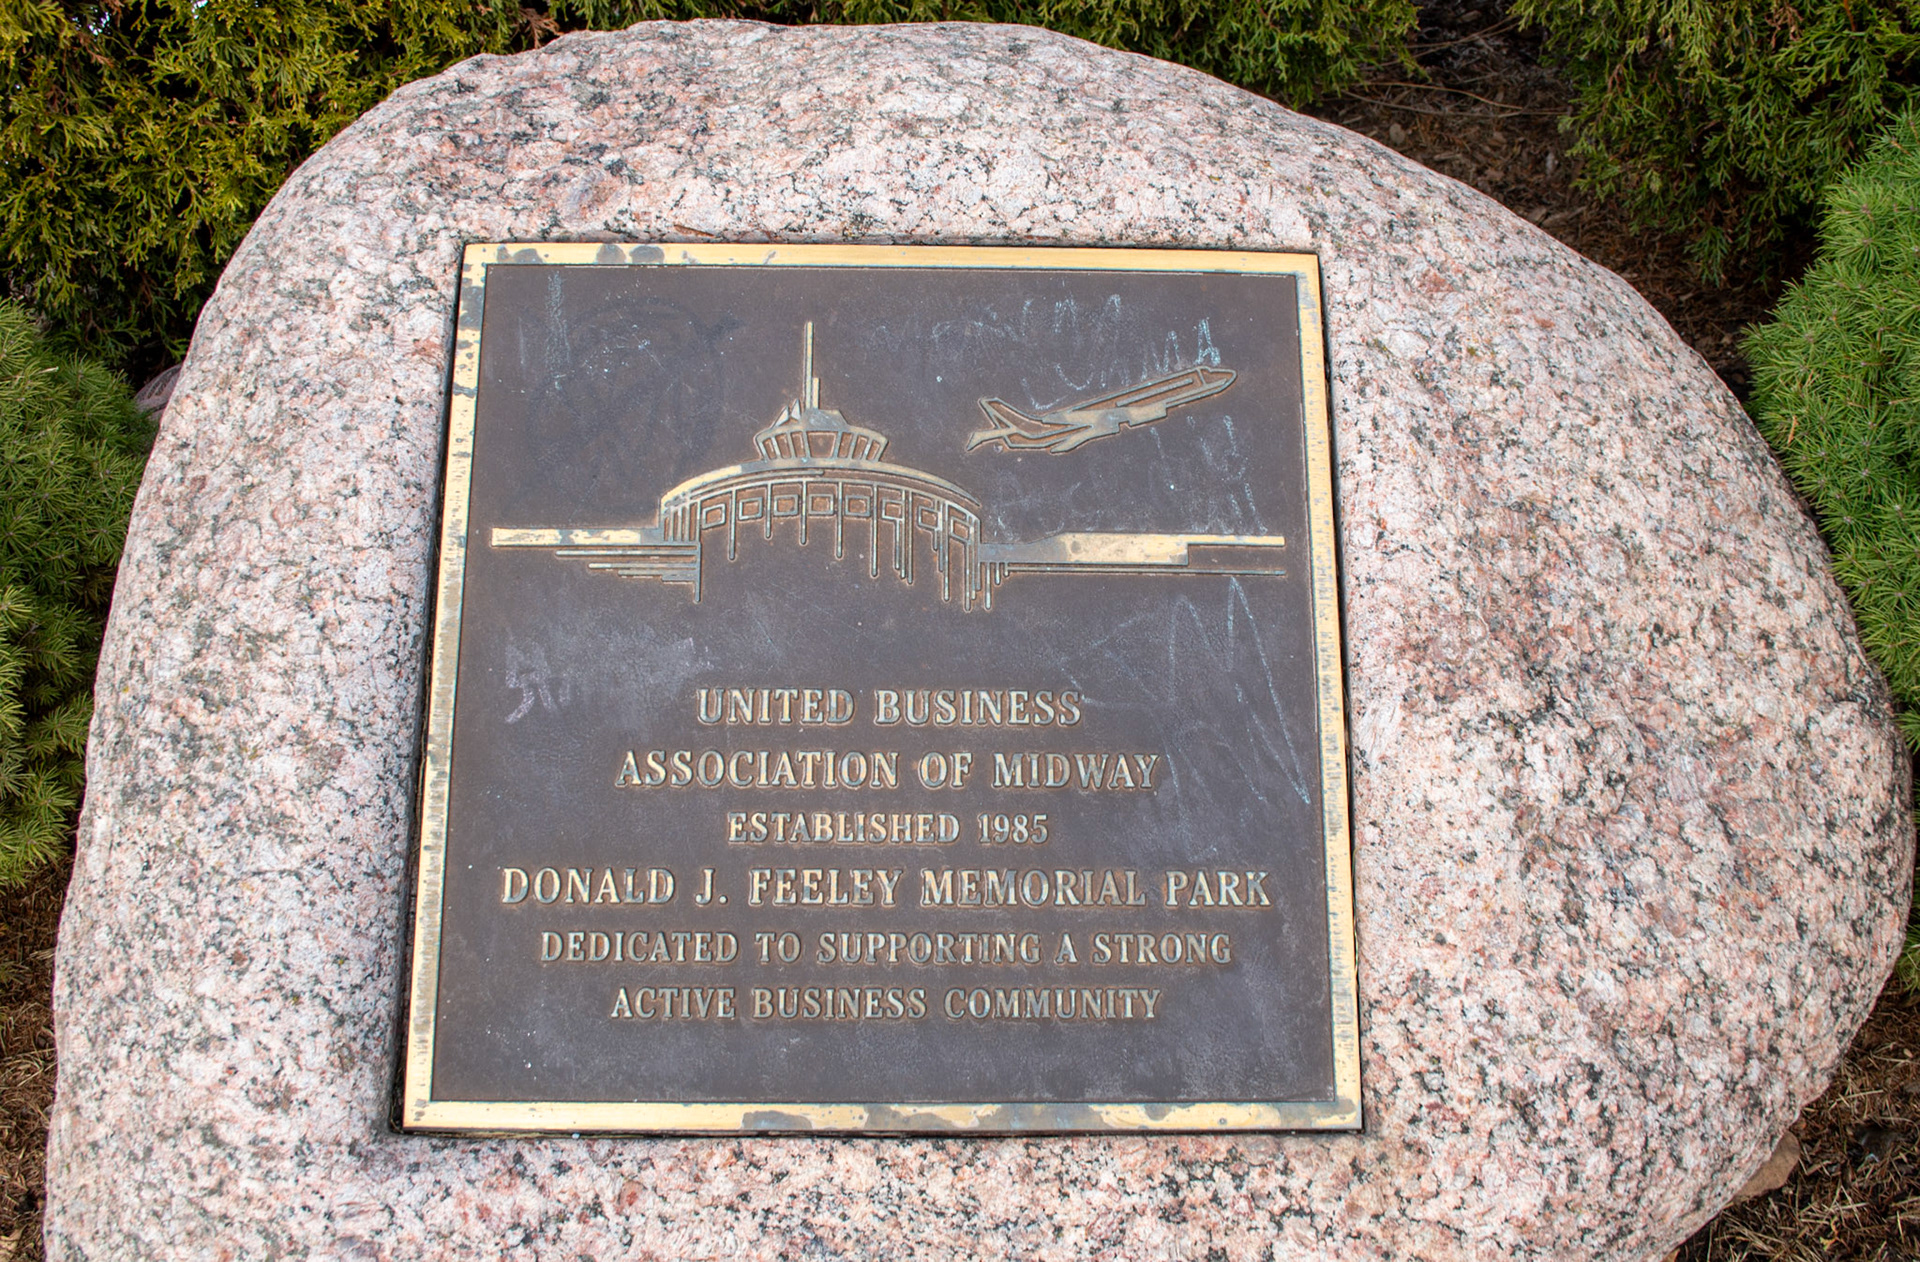 UNITED BUSINESS
ASSOCIATION OF MIDWAY
ESTABLISHED 1985
DONALD J. FEELEY MEMORIAL PARK
DEDICATED TO SUPPORTING A STRONG
ACTIVE BUSINESS COMMUNITY